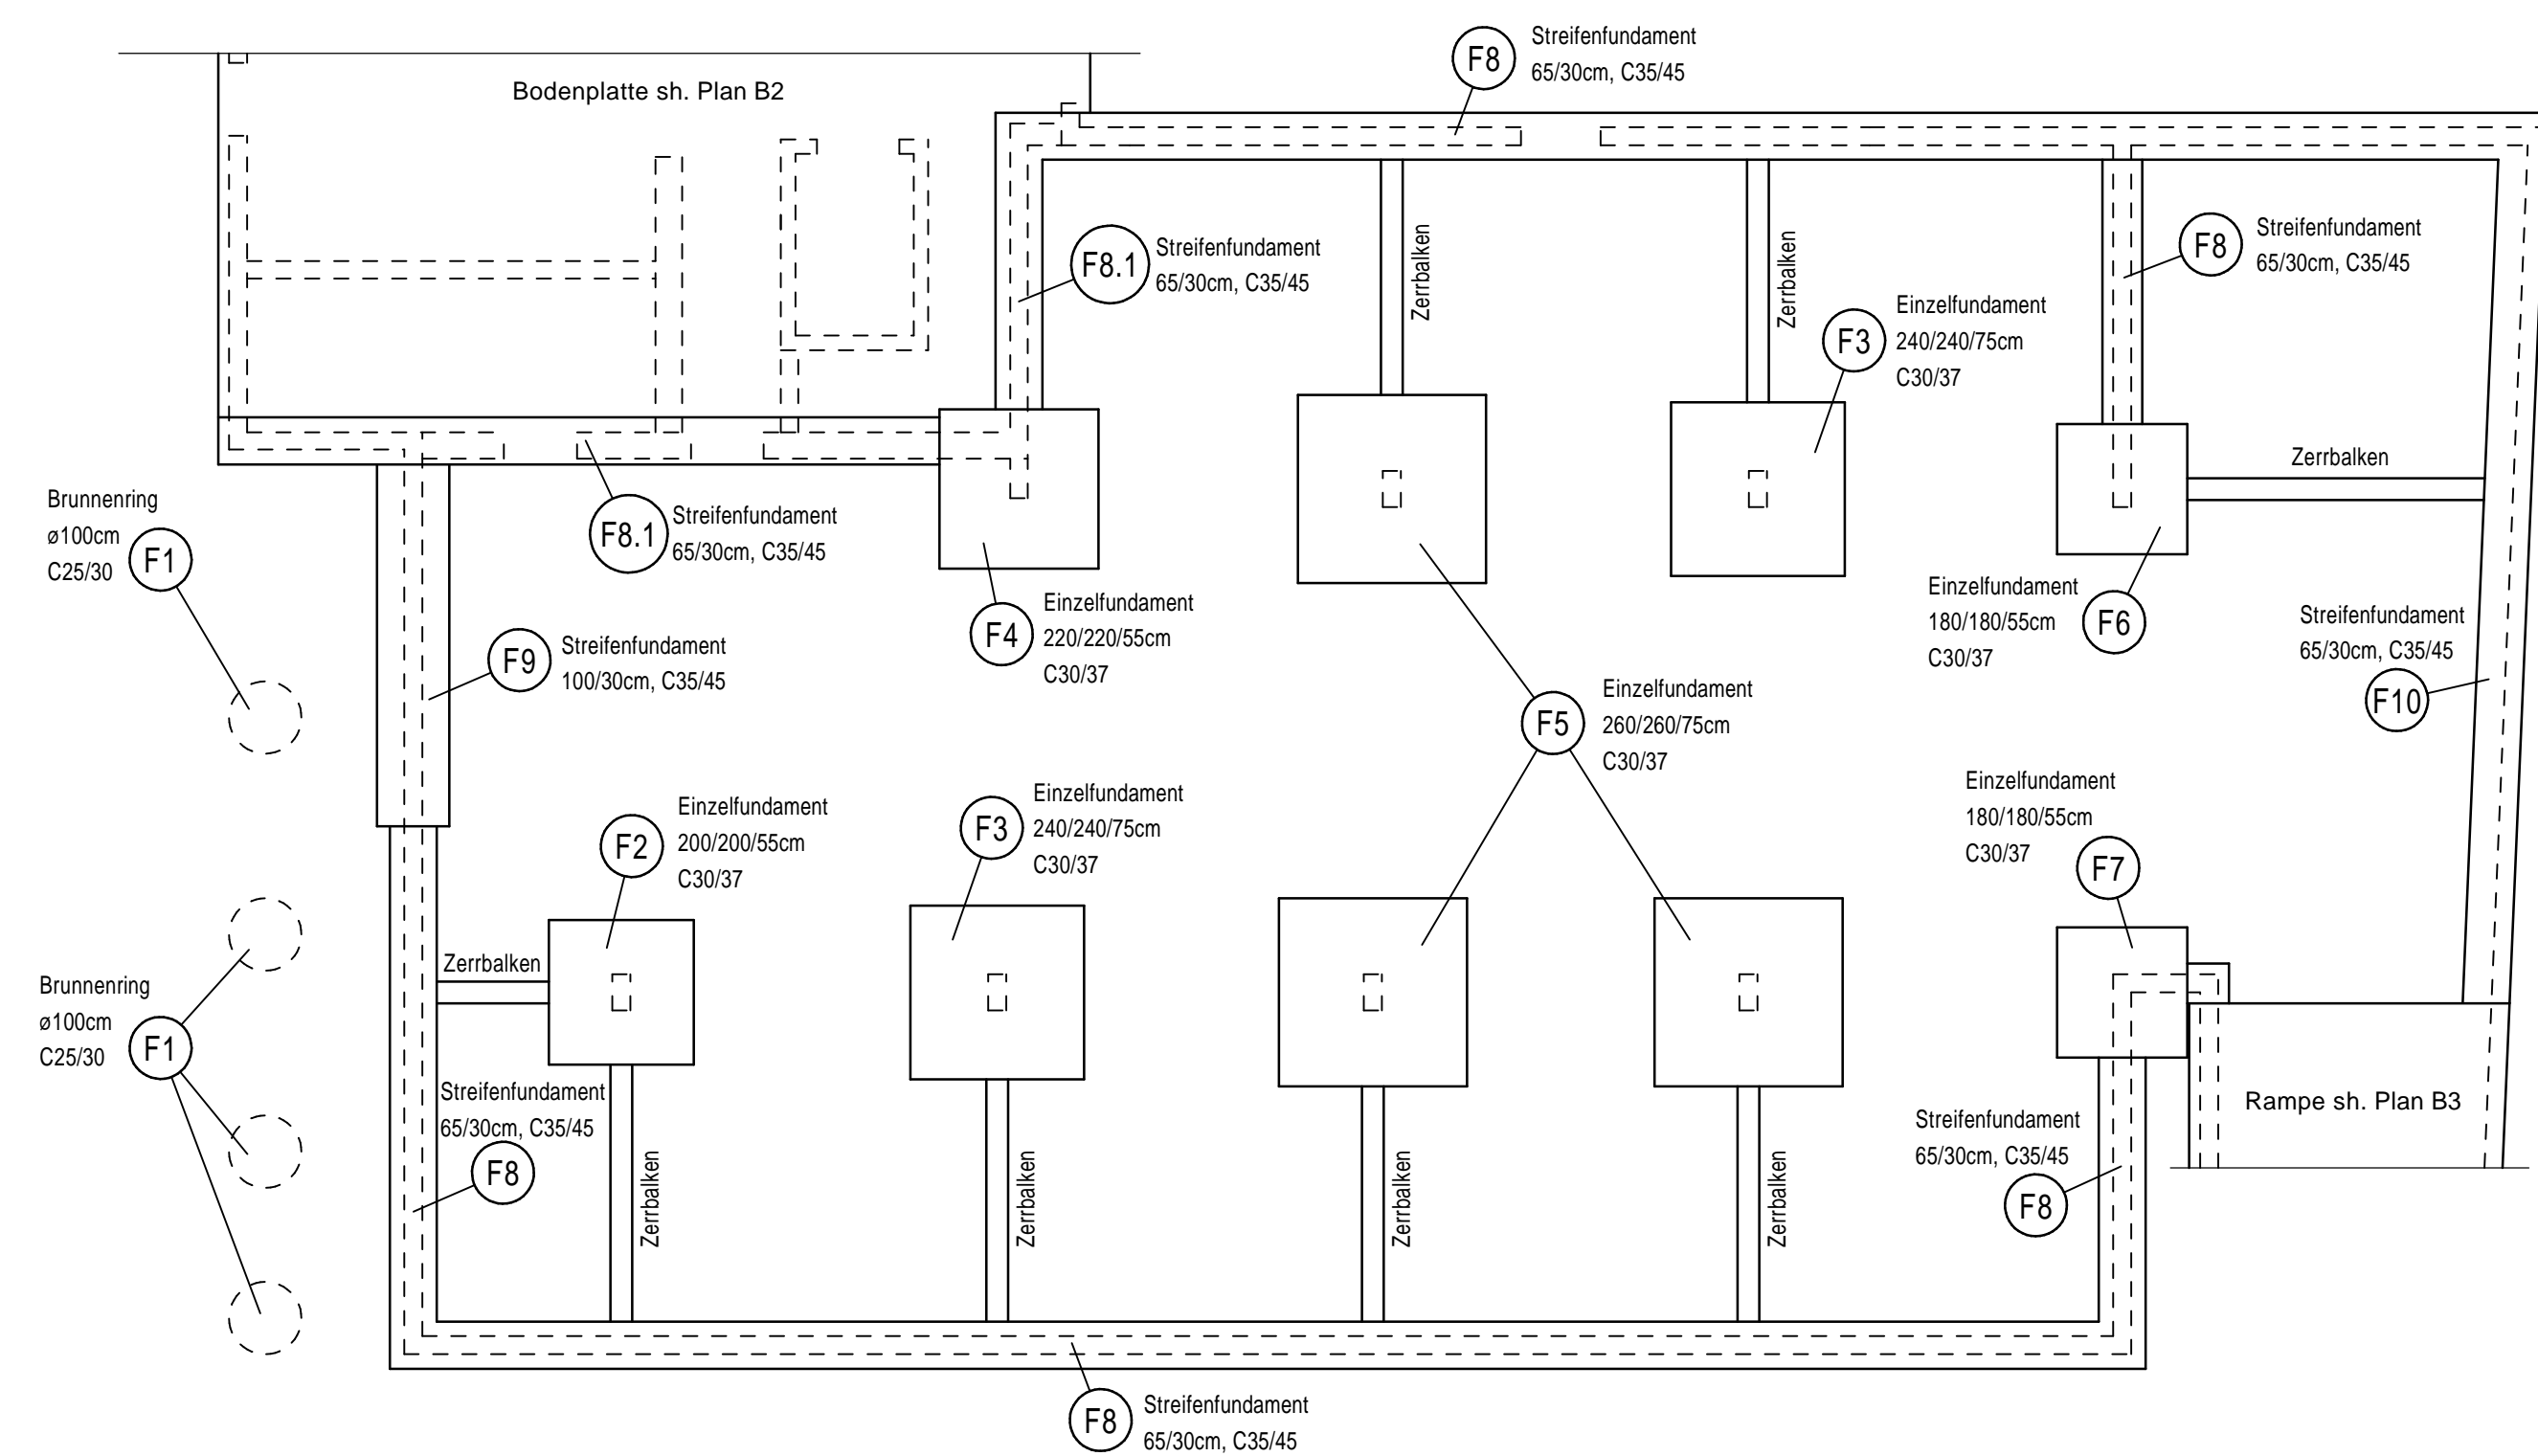 F8
Streifenfundament
65/30cm, C35/45
Bodenplatte sh. Plan B2
F8.1
Streifenfundament
65/30cm, C35/45
Zerrbalken
Zerrbalken
F8
Streifenfundament
65/30cm, C35/45
F3
Einzelfundament
240/240/75cm
C30/37
Zerrbalken
Brunnenring
ø100cm
C25/30
F1
F8.1
Streifenfundament
65/30cm, C35/45
F4
Einzelfundament
220/220/55cm
C30/37
Einzelfundament
180/180/55cm
C30/37
F6
Streifenfundament
65/30cm, C35/45
F10
F9
Streifenfundament
100/30cm, C35/45
F5
Einzelfundament
260/260/75cm
C30/37
F2
Einzelfundament
200/200/55cm
C30/37
F3
Einzelfundament
240/240/75cm
C30/37
Einzelfundament
180/180/55cm
C30/37
F7
Zerrbalken
Brunnenring
ø100cm
C25/30
F1
Streifenfundament
65/30cm, C35/45
F8
Zerrbalken
Zerrbalken
Zerrbalken
Zerrbalken
Streifenfundament
65/30cm, C35/45
F8
Rampe sh. Plan B3
F8
Streifenfundament
65/30cm, C35/45